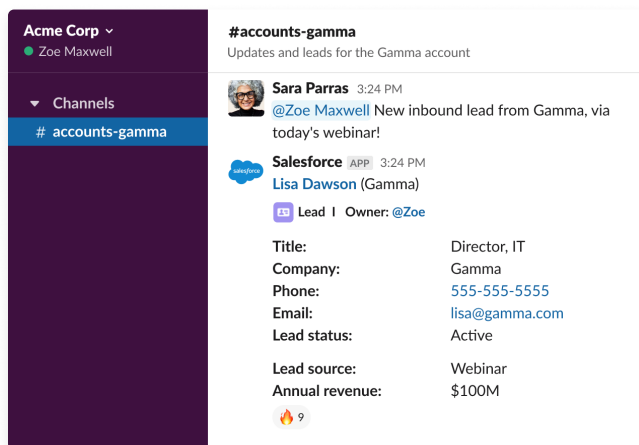 Acme Corp
Zoe Maxwell
Channels
# accounts-gamma
#accounts-gamma
Updates and leads for the Gamma account
Sara Parras 3:24 PM
@Zoe Maxwell New inbound lead from Gamma, via
today's webinar!
salesforce
Salesforce APP 3:24 PM
Lisa Dawson (Gamma)
Lead I Owner: @Zoe
Title: Director, IT
Company: Gamma
Phone: 555-555-5555
Email: lisa@gamma.com
Lead status: Active
Lead source: Webinar
Annual revenue: $100M
🔥 9